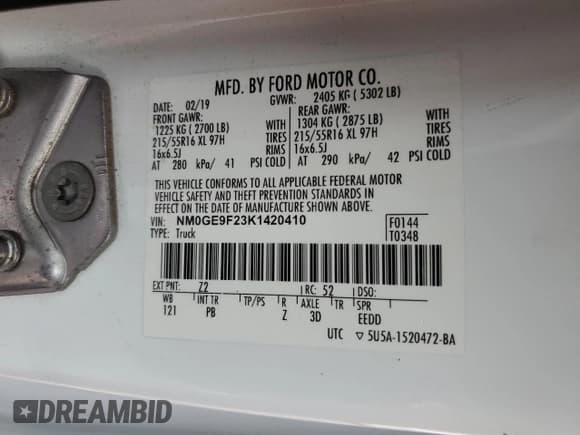 MFD. BY FORD MOTOR CO.
DATE: 02/19 GVWR: 2405 KG ( 5302 LB)
FRONT GAWR: REAR GAWR:
1225 KG ( 2700 LB) WITH 1304 KG ( 2875 LB) WITH
215/55R16 XL 97H TIRES 215/55R16 XL 97H TIRES
16x6.5J RIMS 16x6.5J RIMS
AT 280 kPa/ 41 PSI COLD AT 290 kPa/ 42 PSI COLD
THIS VEHICLE CONFORMS TO ALL APPLICABLE FEDERAL MOTOR
VEHICLE SAFETY AND THEFT PREVENTION STANDARDS IN
EFFECT ON THE DATE OF MANUFACTURE SHOWN ABOVE.
VIN: NM0GE9F23K1420410 F0144
TYPE: Truck T0348
EXT PNT: Z2 RC: 52 DSO:
WB INT TR TP/PS R AXLE TR SPR
121 PB Z 3D EEDD
UTC ▽ 5U5A-1520472-BA
DREAMBID